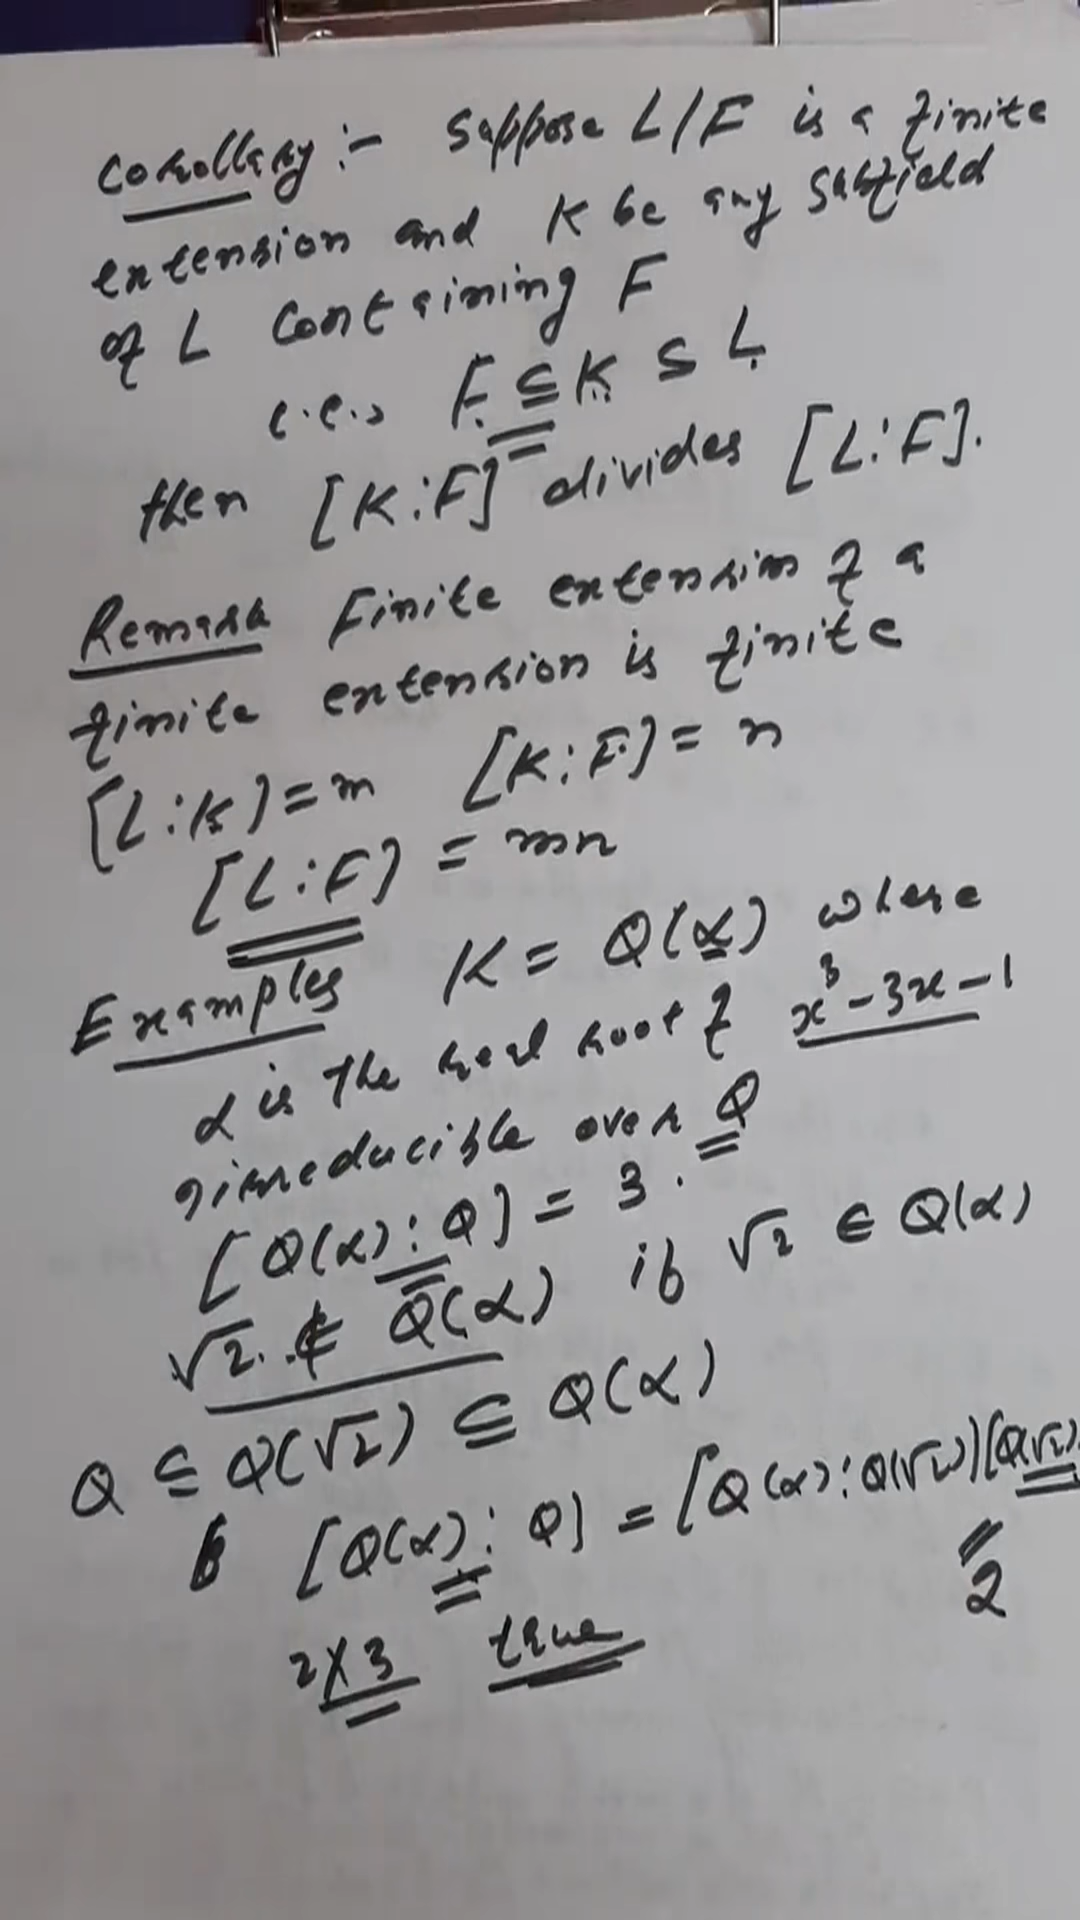 Corollary :- Suppose L/F is a finite
extension and K be any subfield
of L containing F
i.e., F ⊆ K ⊆ L
then [K:F] divides [L:F].
Remark Finite extension of a
finite extension is finite
[L:K] = m [K:F] = n
[L:F] = mn
Examples K = Q(α) where
α is the real root of x³-3x-1
irreducible over Q
[Q(α):Q] = 3.
√2 ∉ Q(α) if √2 ∈ Q(α)
Q ⊆ Q(√2) ⊆ Q(α)
[Q(α):Q] = [Q(α):Q(√2)][Q(√2)
= 2
2 X 3 true